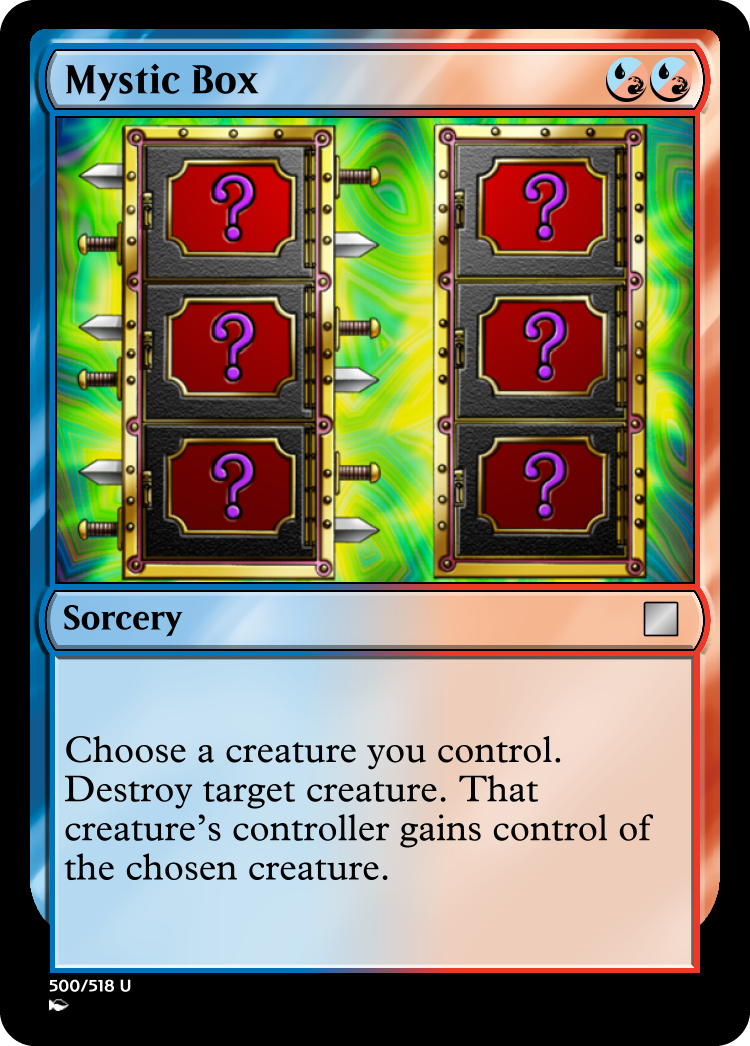 Mystic Box
? ?
? ?
? ?
Sorcery
Choose a creature you control.
Destroy target creature. That
creature’s controller gains control of
the chosen creature.
500/518 U